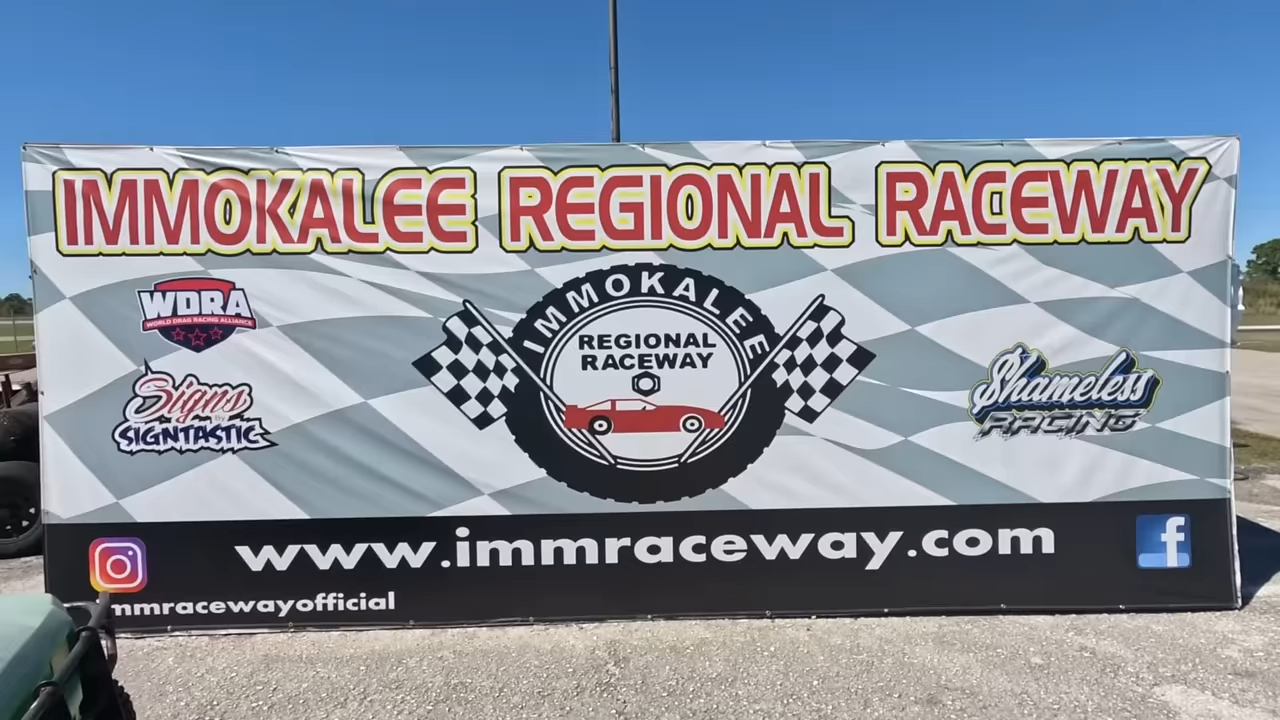 IMMOKALEE REGIONAL RACEWAY
WDRA
WORLD DRAG RACING ALLIANCE
Signs
BY
SIGNTASTIC
IMMOKALEE
REGIONAL
RACEWAY
Shameless
RACING
www.immraceway.com
f
immracewayofficial